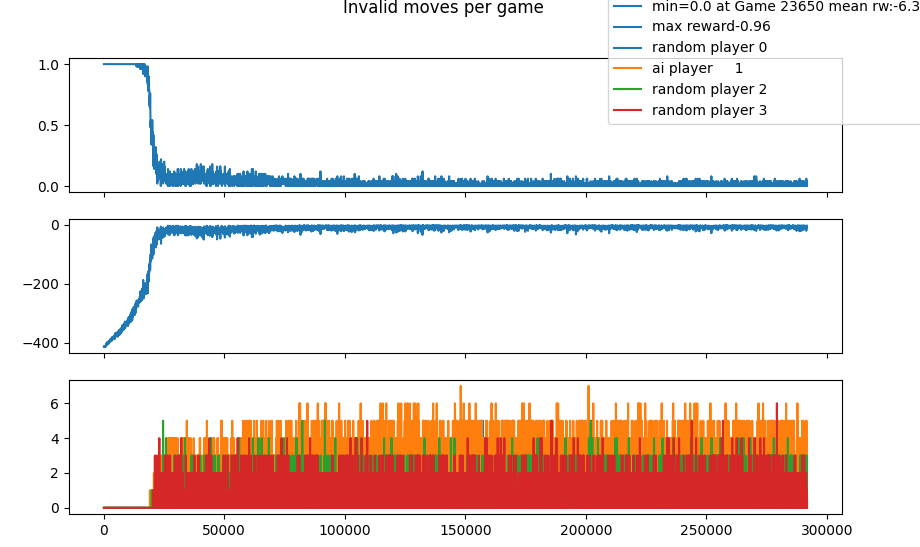 Invalid moves per game
min=0.0 at Game 23650 mean rw:-6.3
max reward-0.96
random player 0
ai player 1
random player 2
random player 3
1.0
0.5
0.0
0
−200
−400
6
4
2
0
0 50000 100000 150000 200000 250000 300000